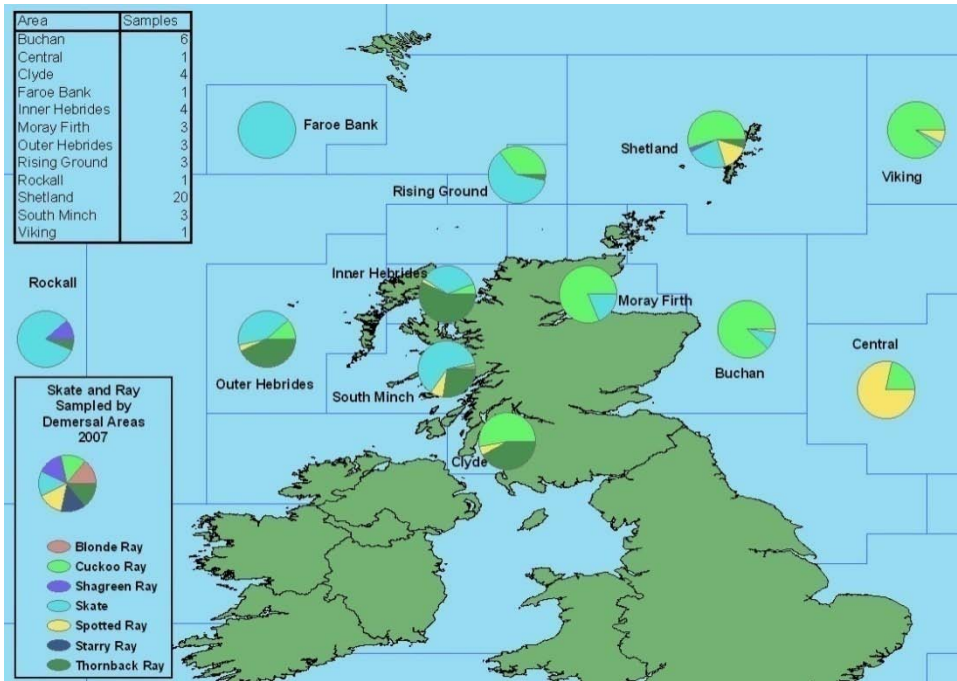 Area Samples
Buchan 6
Central 1
Clyde 4
Faroe Bank 1
Inner Hebrides 4
Moray Firth 3
Outer Hebrides 3
Rising Ground 3
Rockall 1
Shetland 20
South Minch 3
Viking 1
Faroe Bank
Shetland
Viking
Rising Ground
Rockall
Inner Hebrides
Moray Firth
Outer Hebrides
South Minch
Buchan
Central
Clyde
Skate and Ray
Sampled by
Demersal Areas
2007
Blonde Ray
Cuckoo Ray
Shagreen Ray
Skate
Spotted Ray
Starry Ray
Thornback Ray